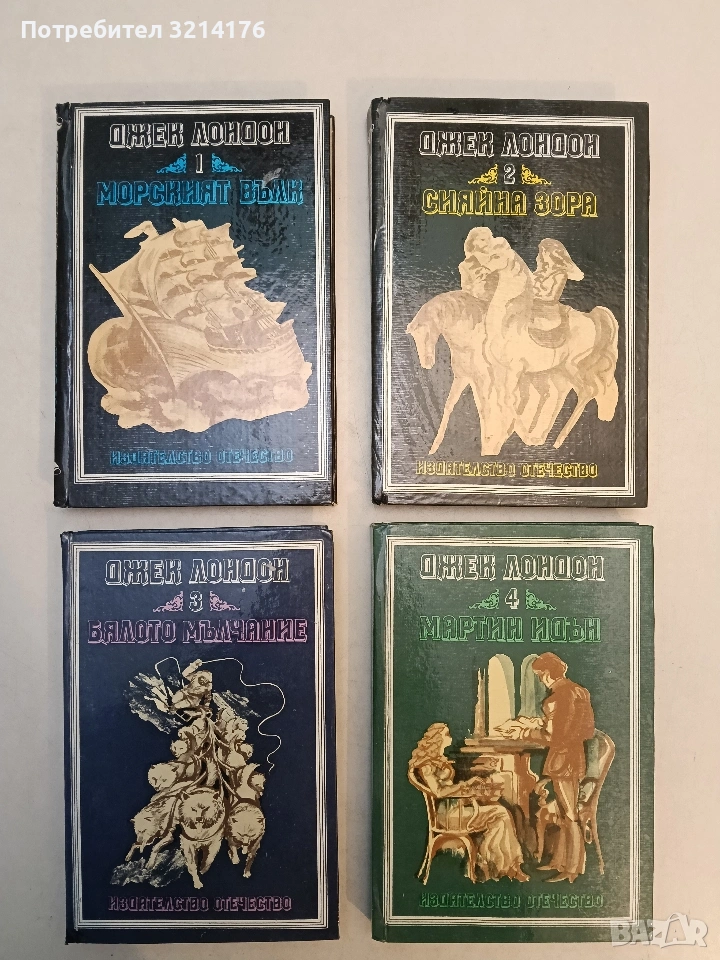 Потребител 3214176
ДЖЕК ЛОНДОН
1
МОРСКИЯТ ВЪЛК
ИЗДАТЕЛСТВО ОТЕЧЕСТВО
ДЖЕК ЛОНДОН
2
СИЯЙНА ЗОРА
ИЗДАТЕЛСТВО ОТЕЧЕСТВО
ДЖЕК ЛОНДОН
3
БЯЛОТО МЪЛЧАНИЕ
ИЗДАТЕЛСТВО ОТЕЧЕСТВО
ДЖЕК ЛОНДОН
4
МАРТИН ИДЪН
ИЗДАТЕЛСТВО ОТЕЧЕСТВО
BAZAR